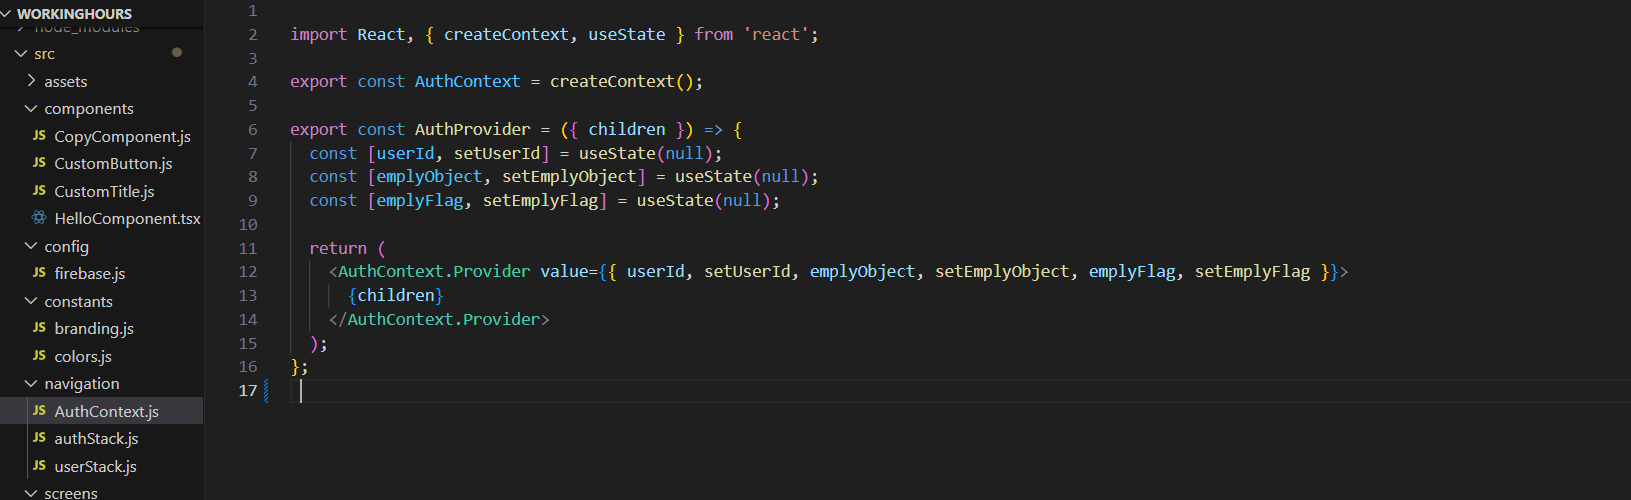 WORKINGHOURS
node_modules
src
assets
components
JS CopyComponent.js
JS CustomButton.js
JS CustomTitle.js
HelloComponent.tsx
config
JS firebase.js
constants
JS branding.js
JS colors.js
navigation
JS AuthContext.js
JS authStack.js
JS userStack.js
screens
1
2 import React, { createContext, useState } from 'react';
3
4 export const AuthContext = createContext();
5
6 export const AuthProvider = ({ children }) => {
7 const [userId, setUserId] = useState(null);
8 const [emplyObject, setEmplyObject] = useState(null);
9 const [emplyFlag, setEmplyFlag] = useState(null);
10
11 return (
12 <AuthContext.Provider value={{ userId, setUserId, emplyObject, setEmplyObject, emplyFlag, setEmplyFlag }}>
13 {children}
14 </AuthContext.Provider>
15 );
16 };
17